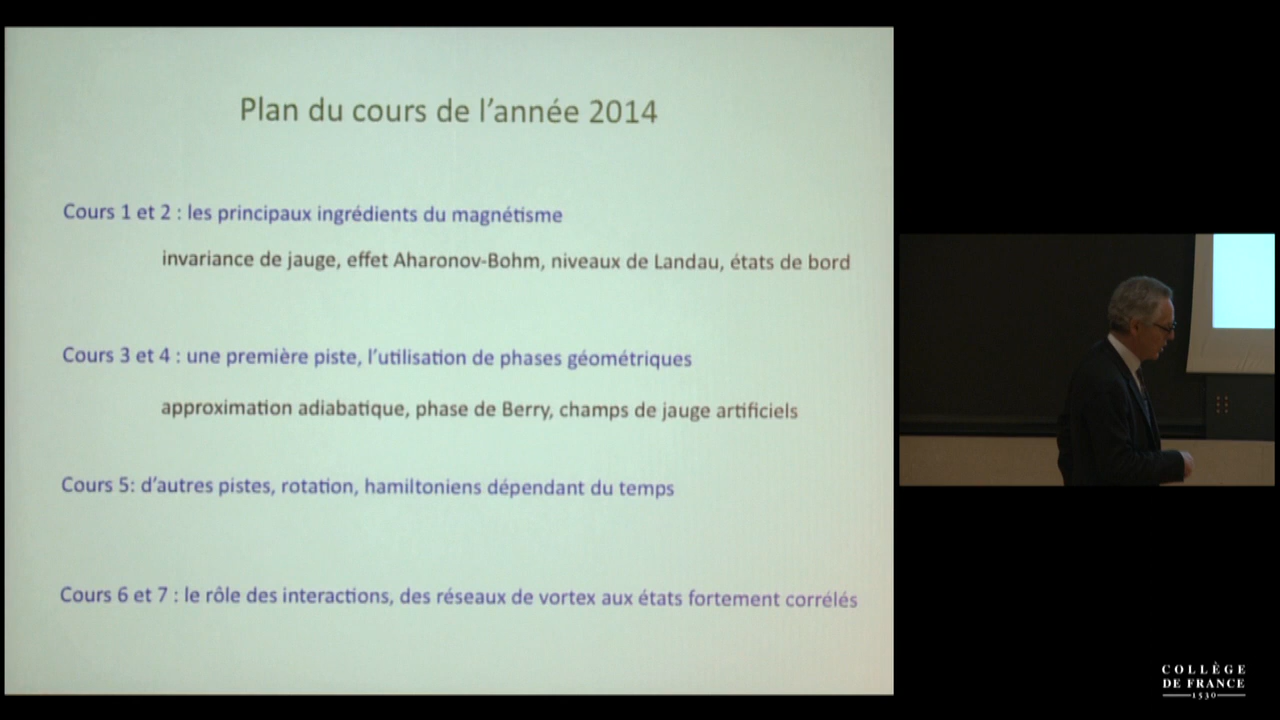 Plan du cours de l'année 2014
Cours 1 et 2 : les principaux ingrédients du magnétisme
invariance de jauge, effet Aharonov-Bohm, niveaux de Landau, états de bord
Cours 3 et 4 : une première piste, l'utilisation de phases géométriques
approximation adiabatique, phase de Berry, champs de jauge artificiels
Cours 5: d'autres pistes, rotation, hamiltoniens dépendant du temps
Cours 6 et 7 : le rôle des interactions, des réseaux de vortex aux états fortement corrélés
COLLÈGE
DE FRANCE
1530